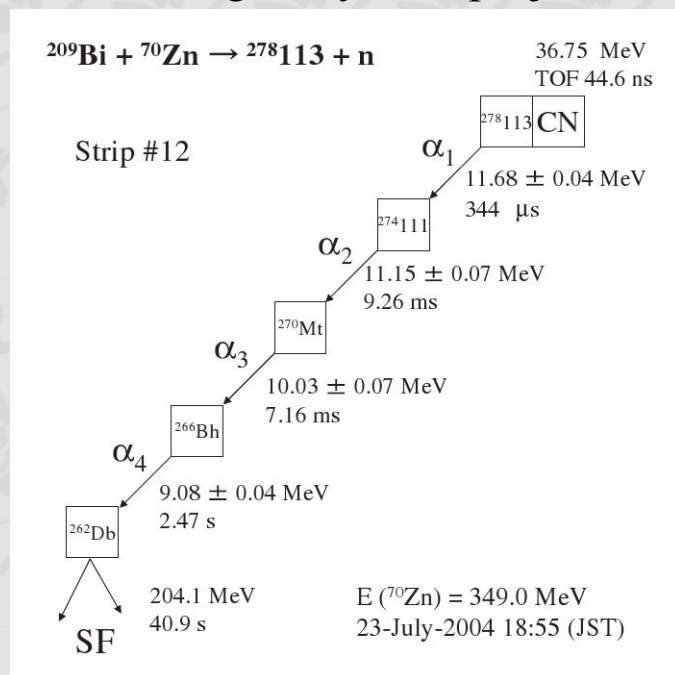 ²⁰⁹Bi + ⁷⁰Zn → ²⁷⁸113 + n
36.75 MeV
TOF 44.6 ns
²⁷⁸113 CN
Strip #12
α₁
11.68 ± 0.04 MeV
344 μs
²⁷⁴111
α₂
11.15 ± 0.07 MeV
9.26 ms
²⁷⁰Mt
α₃
10.03 ± 0.07 MeV
7.16 ms
²⁶⁶Bh
α₄
9.08 ± 0.04 MeV
2.47 s
²⁶²Db
204.1 MeV
40.9 s
SF
E (⁷⁰Zn) = 349.0 MeV
23-July-2004 18:55 (JST)